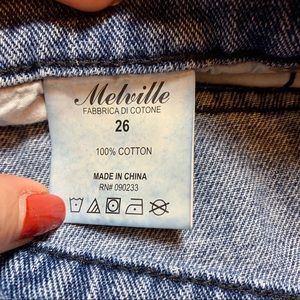 Melville
FABBRICA DI COTONE
26
100% COTTON
MADE IN CHINA
RN# 090233